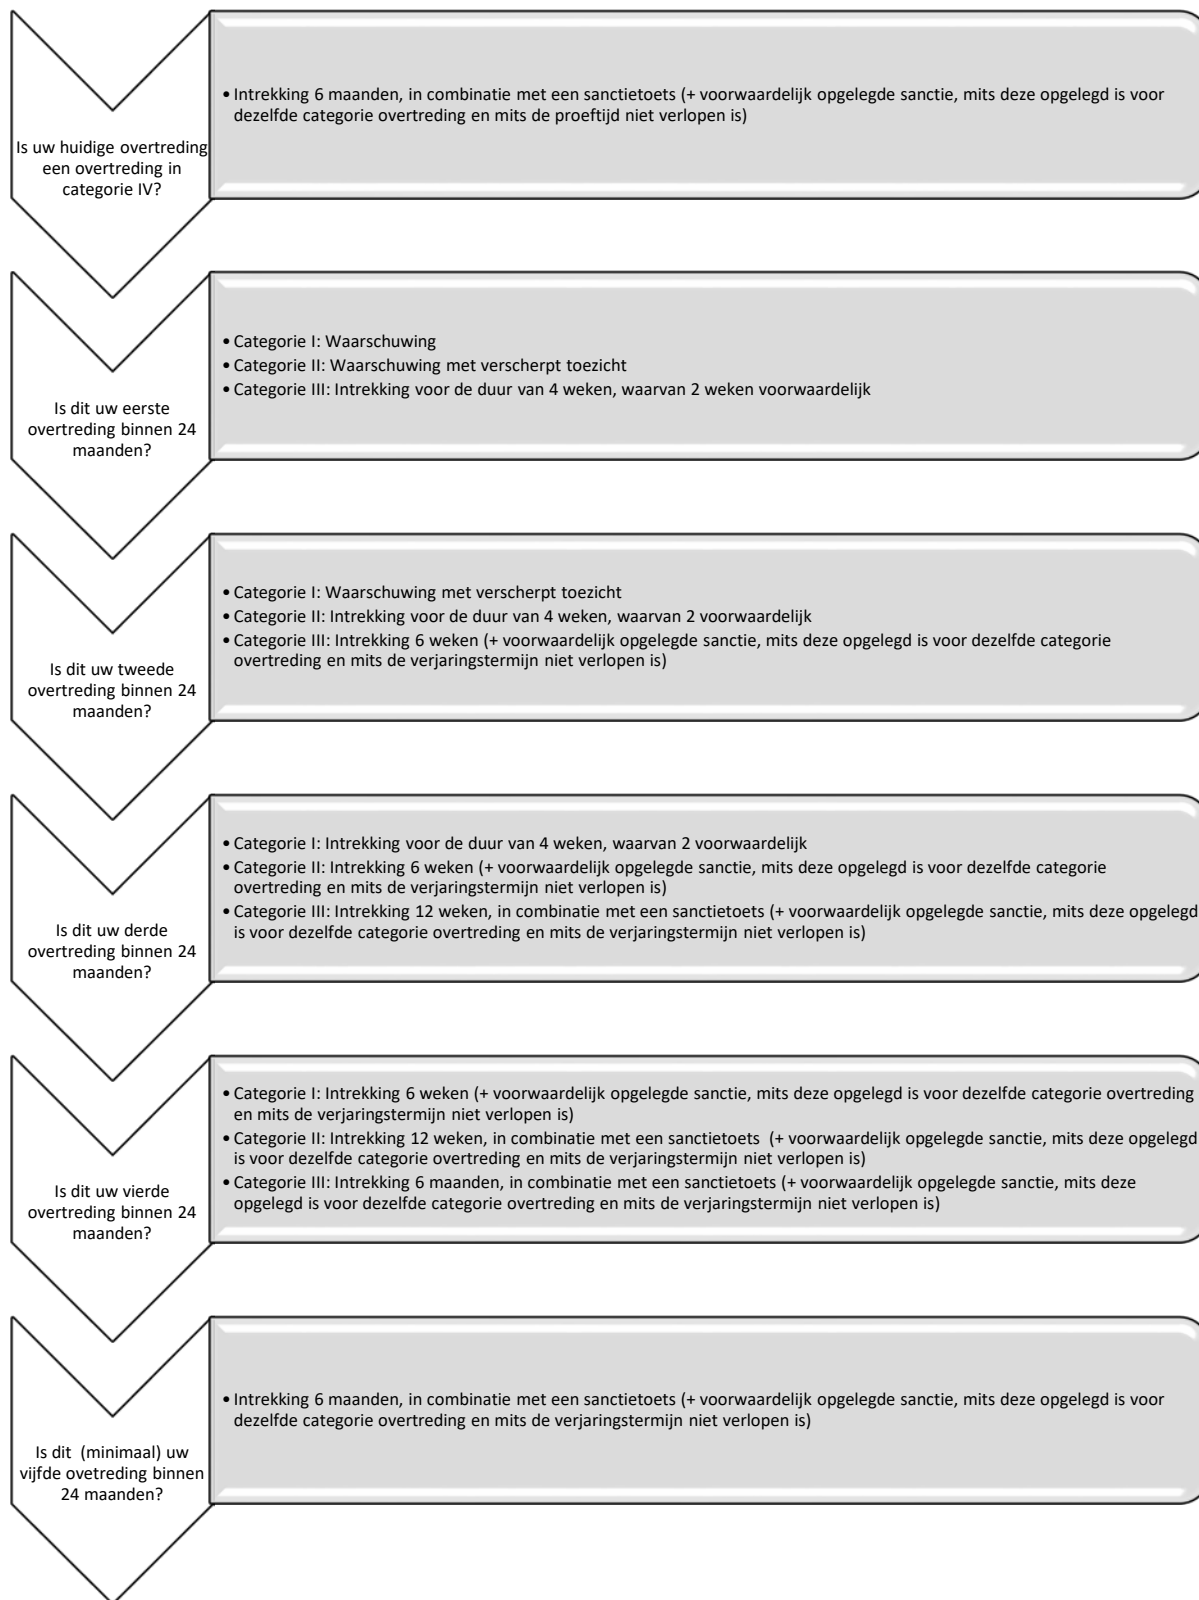 Is uw huidige overtreding
een overtreding in
categorie IV?
• Intrekking 6 maanden, in combinatie met een sanctietoets (+ voorwaardelijk opgelegde sanctie, mits deze opgelegd is voor
dezelfde categorie overtreding en mits de proeftijd niet verlopen is)
Is dit uw eerste
overtreding binnen 24
maanden?
• Categorie I: Waarschuwing
• Categorie II: Waarschuwing met verscherpt toezicht
• Categorie III: Intrekking voor de duur van 4 weken, waarvan 2 weken voorwaardelijk
Is dit uw tweede
overtreding binnen 24
maanden?
• Categorie I: Waarschuwing met verscherpt toezicht
• Categorie II: Intrekking voor de duur van 4 weken, waarvan 2 voorwaardelijk
• Categorie III: Intrekking 6 weken (+ voorwaardelijk opgelegde sanctie, mits deze opgelegd is voor dezelfde categorie
overtreding en mits de verjaringstermijn niet verlopen is)
Is dit uw derde
overtreding binnen 24
maanden?
• Categorie I: Intrekking voor de duur van 4 weken, waarvan 2 voorwaardelijk
• Categorie II: Intrekking 6 weken (+ voorwaardelijk opgelegde sanctie, mits deze opgelegd is voor dezelfde categorie
overtreding en mits de verjaringstermijn niet verlopen is)
• Categorie III: Intrekking 12 weken, in combinatie met een sanctietoets (+ voorwaardelijk opgelegde sanctie, mits deze opgelegd
is voor dezelfde categorie overtreding en mits de verjaringstermijn niet verlopen is)
Is dit uw vierde
overtreding binnen 24
maanden?
• Categorie I: Intrekking 6 weken (+ voorwaardelijk opgelegde sanctie, mits deze opgelegd is voor dezelfde categorie overtreding
en mits de verjaringstermijn niet verlopen is)
• Categorie II: Intrekking 12 weken, in combinatie met een sanctietoets (+ voorwaardelijk opgelegde sanctie, mits deze opgelegd
is voor dezelfde categorie overtreding en mits de verjaringstermijn niet verlopen is)
• Categorie III: Intrekking 6 maanden, in combinatie met een sanctietoets (+ voorwaardelijk opgelegde sanctie, mits deze
opgelegd is voor dezelfde categorie overtreding en mits de verjaringstermijn niet verlopen is)
Is dit (minimaal) uw
vijfde ovetreding binnen
24 maanden?
• Intrekking 6 maanden, in combinatie met een sanctietoets (+ voorwaardelijk opgelegde sanctie, mits deze opgelegd is voor
dezelfde categorie overtreding en mits de verjaringstermijn niet verlopen is)